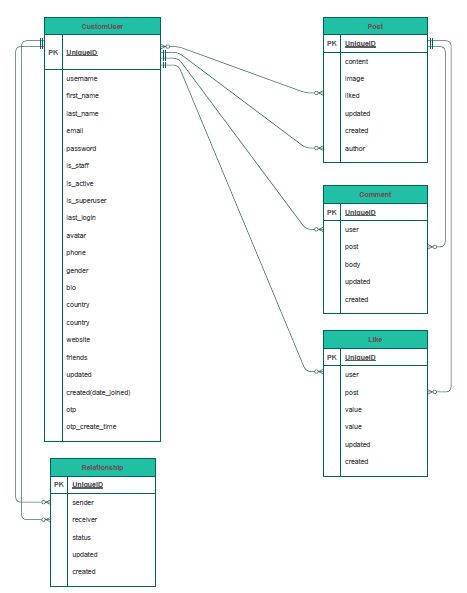 CustomUser
PK UniqueID
username
first_name
last_name
email
password
is_staff
is_active
is_superuser
last_login
avatar
phone
gender
bio
country
country
website
friends
updated
created(date_joined)
otp
otp_create_time
Relationship
PK UniqueID
sender
receiver
status
updated
created
Post
PK UniqueID
content
image
liked
updated
created
author
Comment
PK UniqueID
user
post
body
updated
created
Like
PK UniqueID
user
post
value
value
updated
created